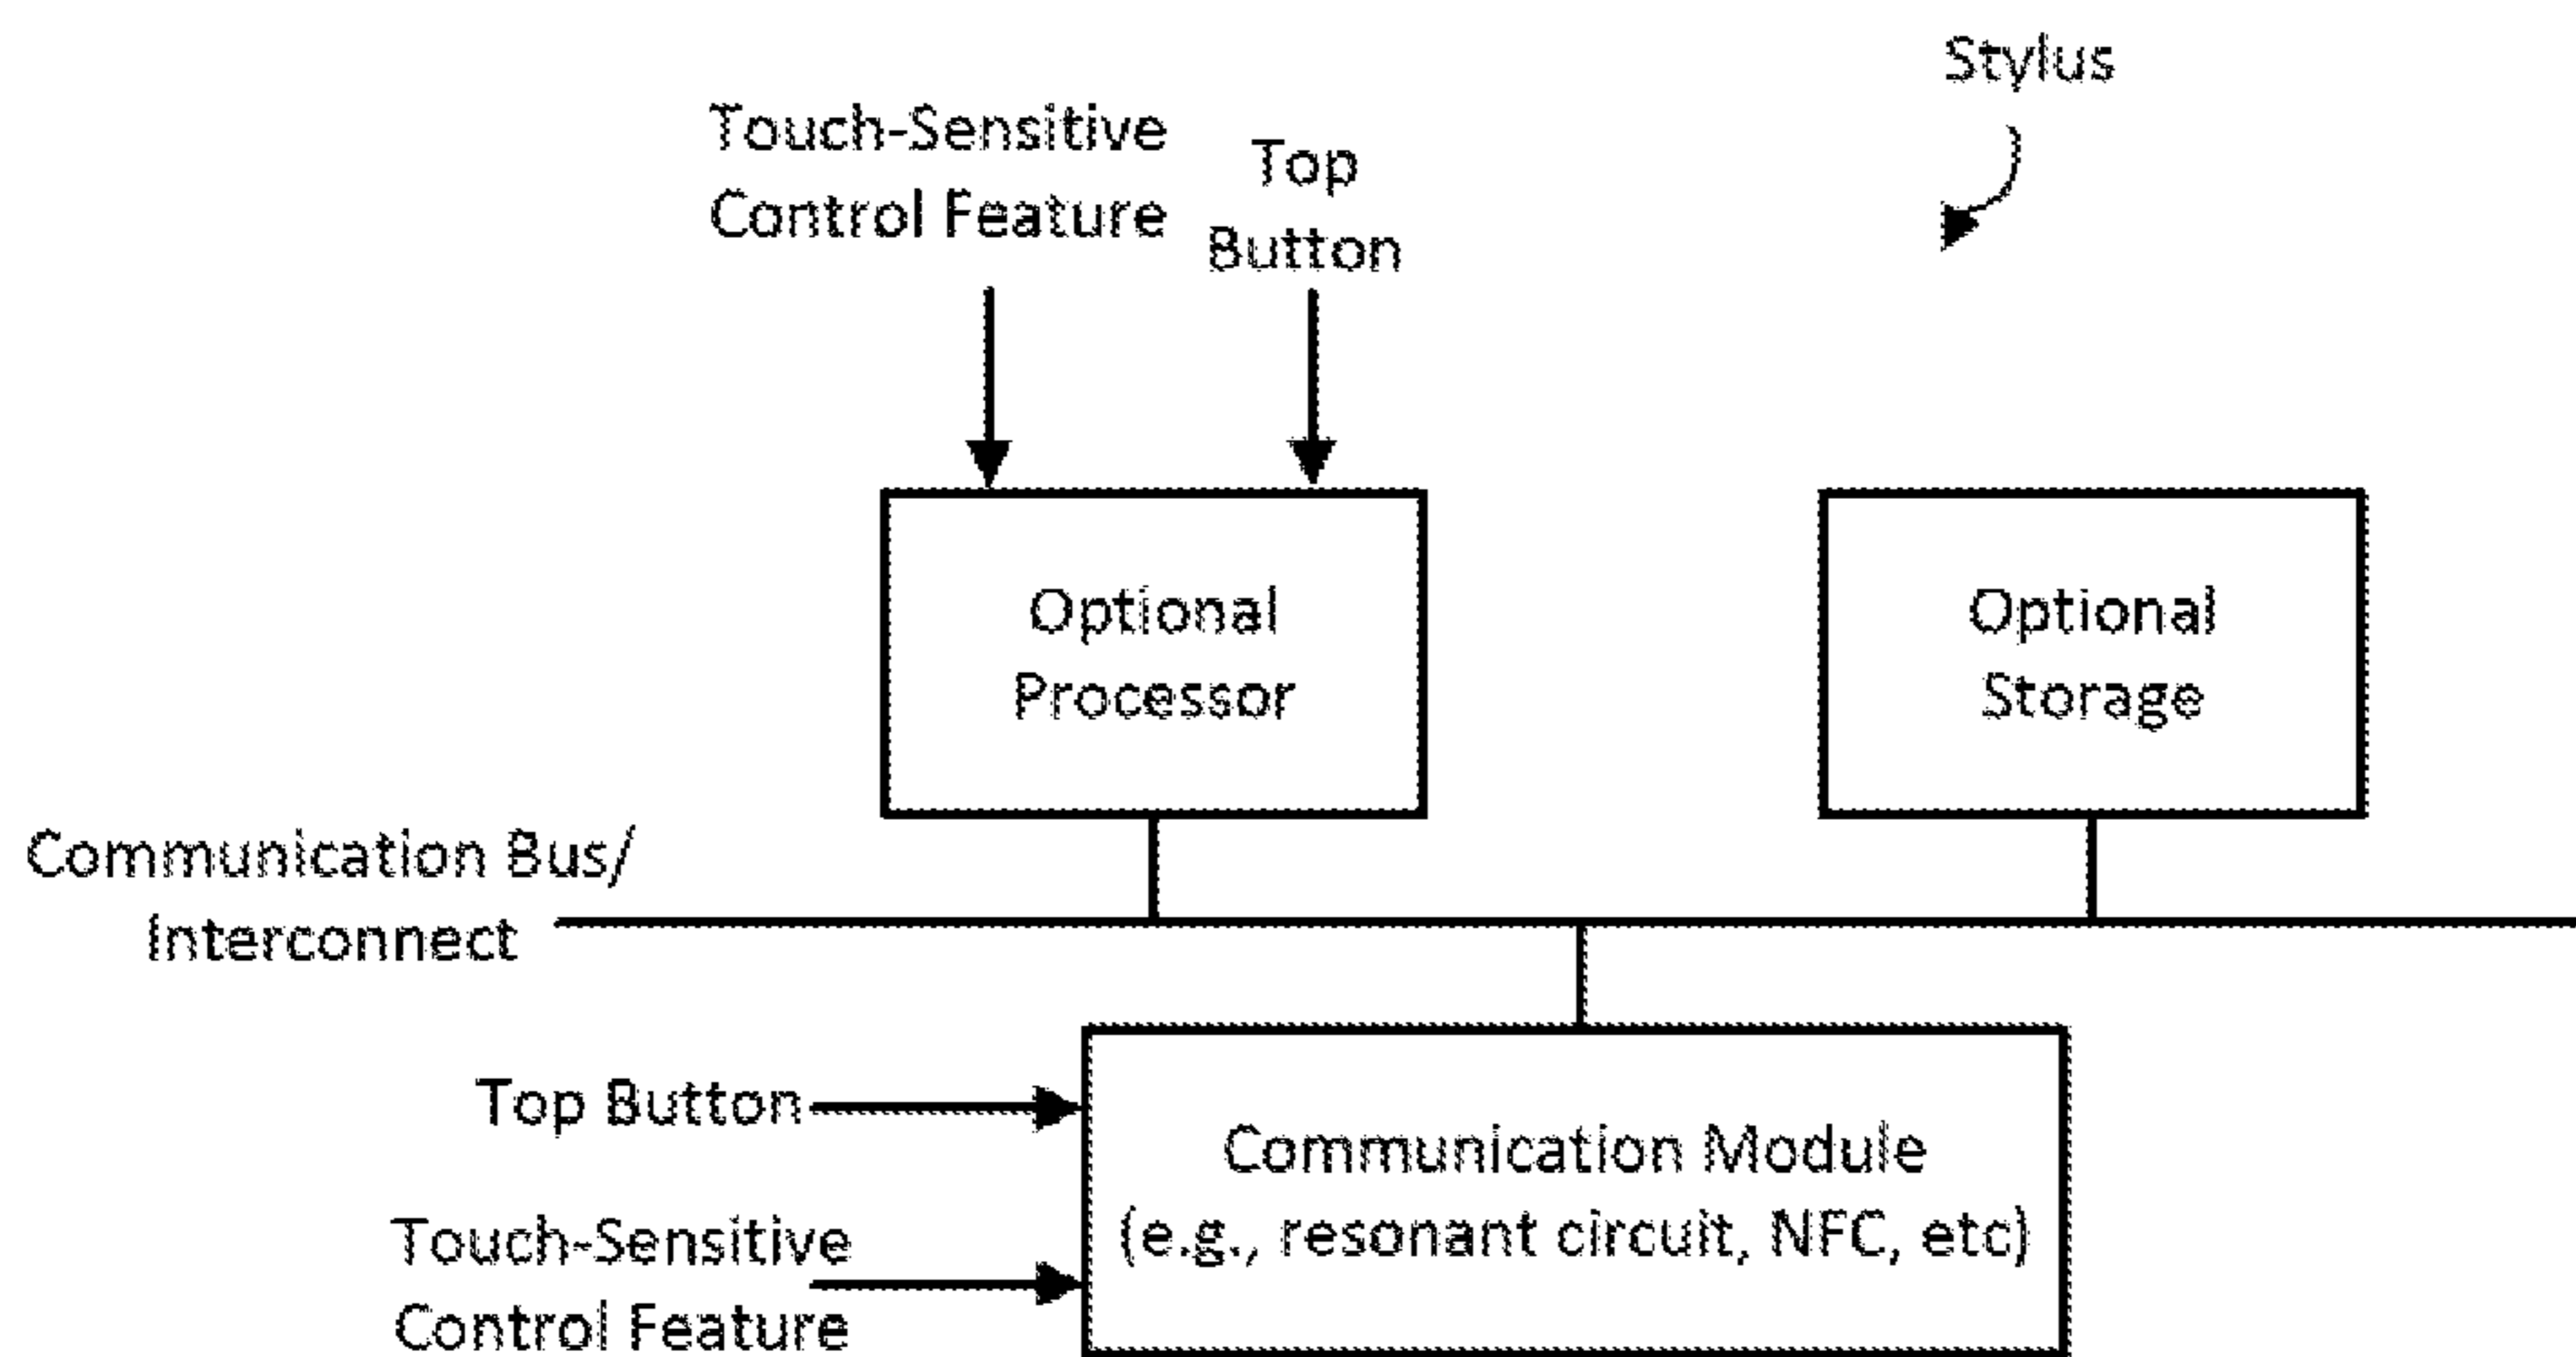 Stylus
Touch-Sensitive
Control Feature
Top
Button
Optional
Processor
Optional
Storage
Communication Bus/
Interconnect
Top Button
Touch-Sensitive
Control Feature
Communication Module
(e.g., resonant circuit, NFC, etc)